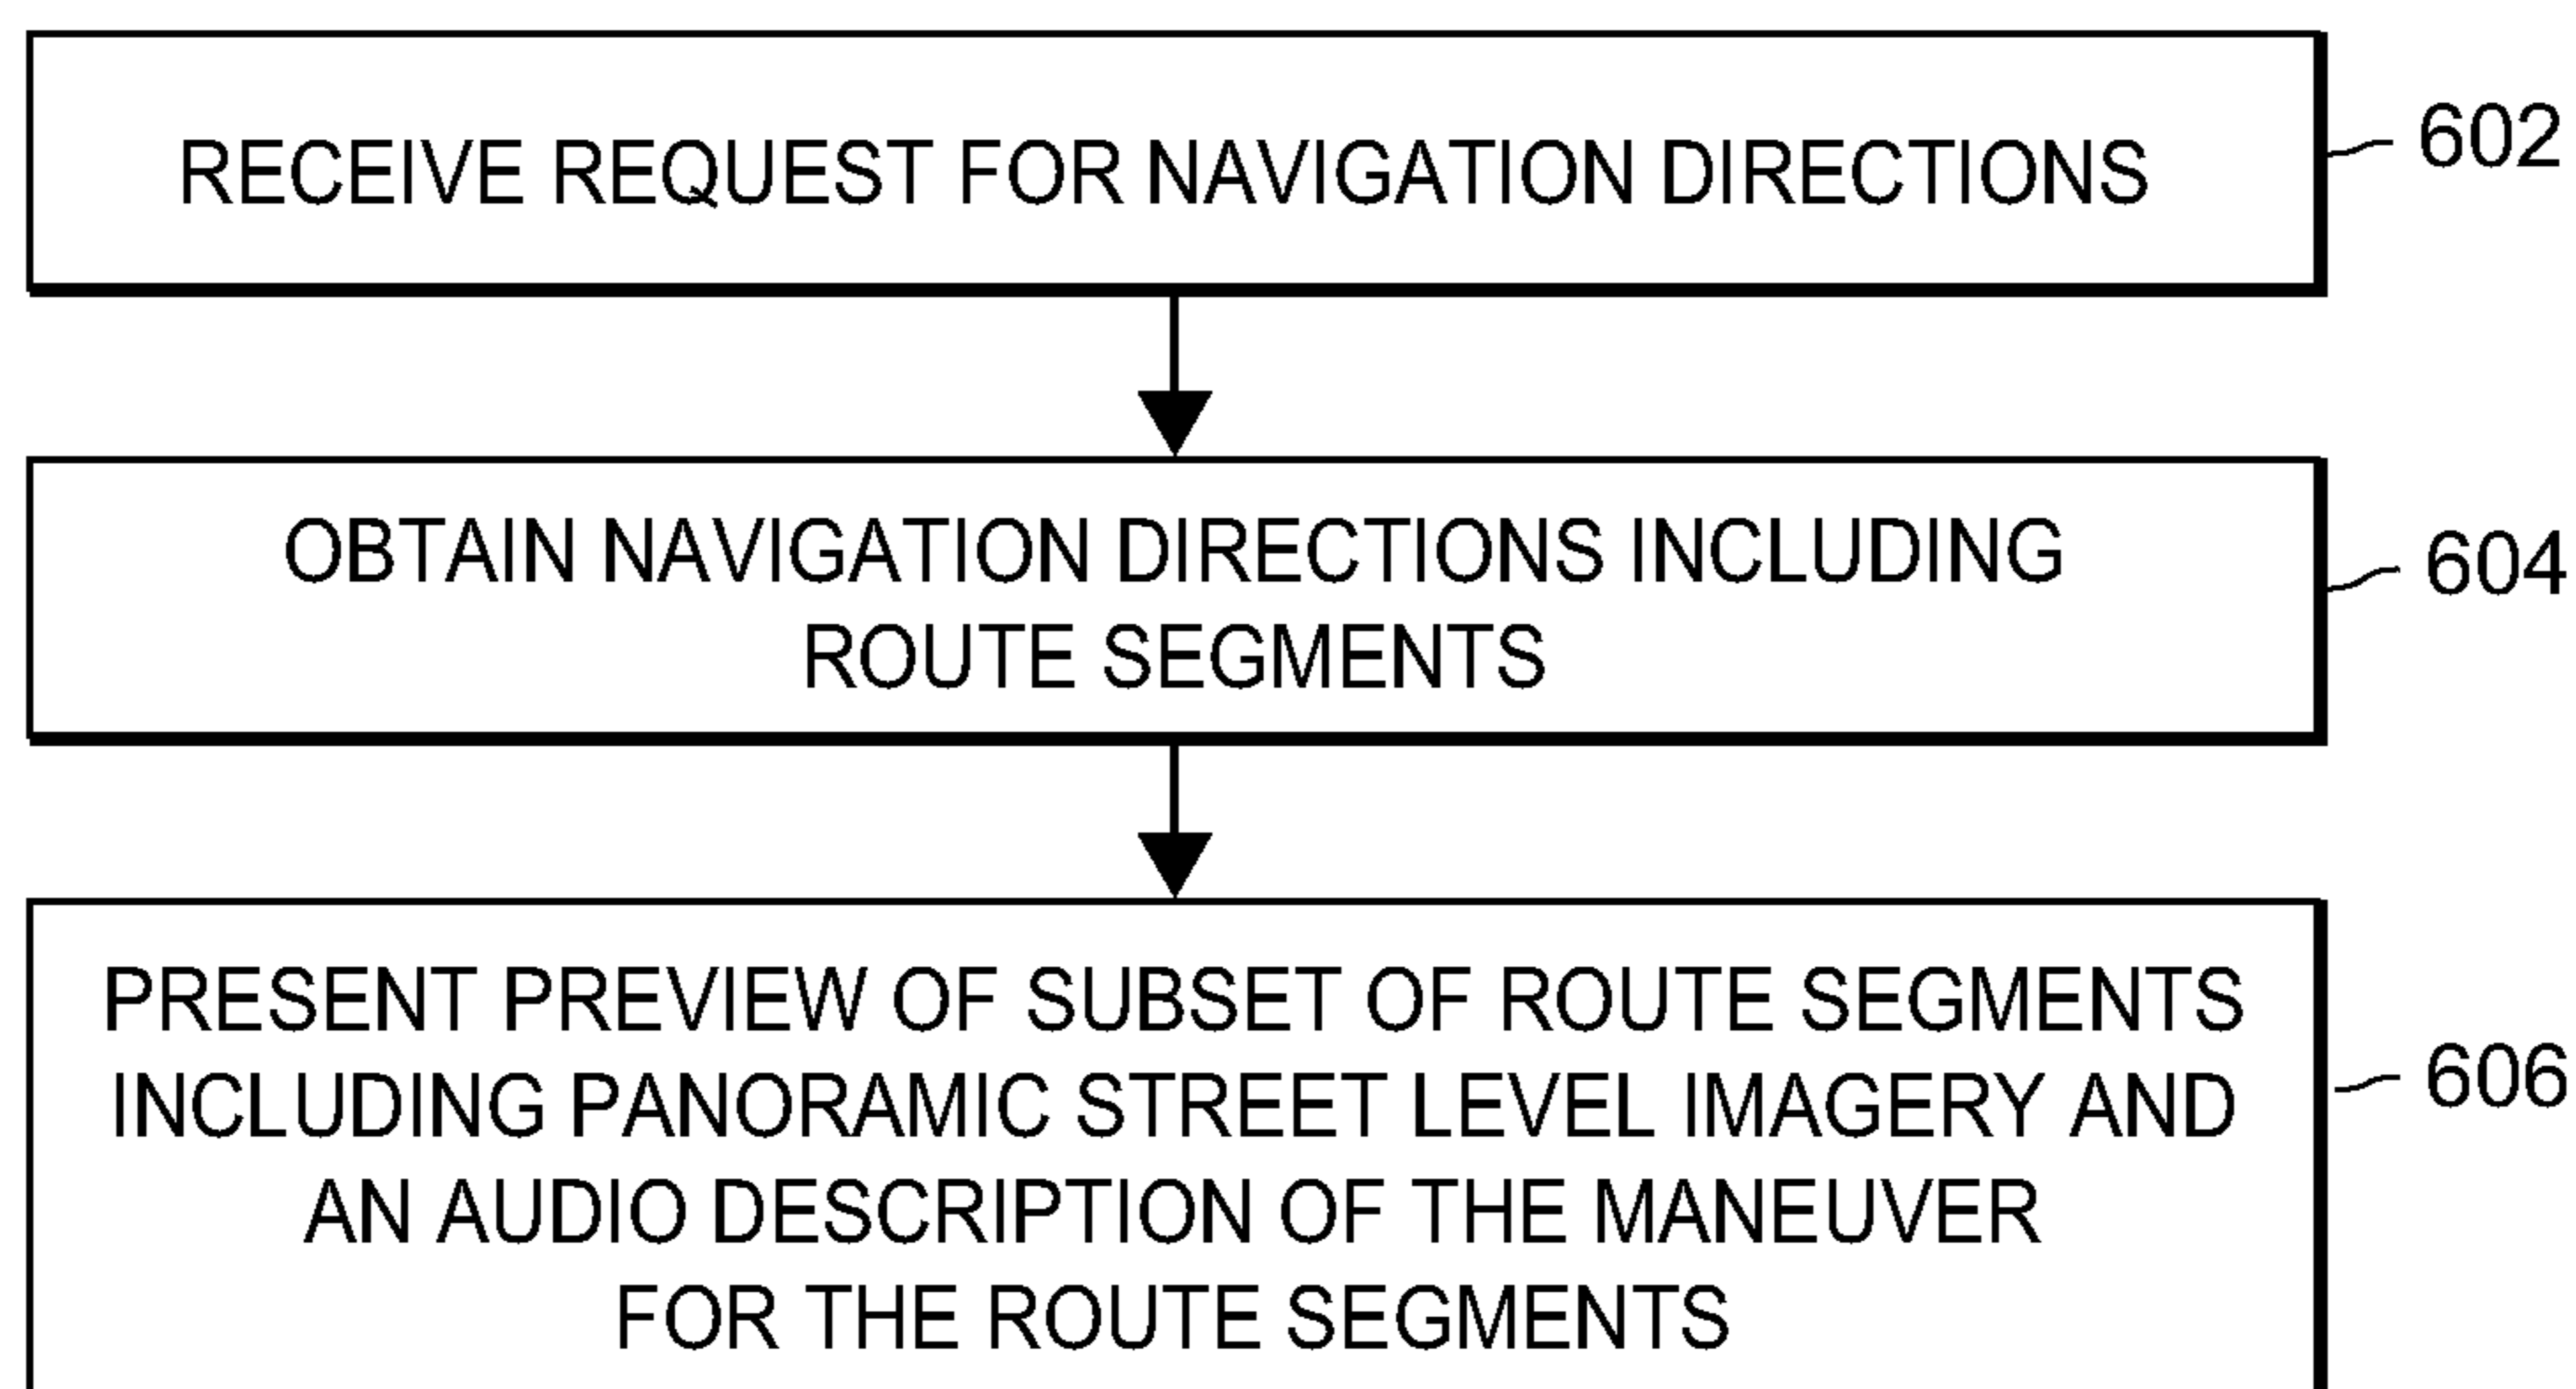 RECEIVE REQUEST FOR NAVIGATION DIRECTIONS
602
OBTAIN NAVIGATION DIRECTIONS INCLUDING
ROUTE SEGMENTS
604
PRESENT PREVIEW OF SUBSET OF ROUTE SEGMENTS
INCLUDING PANORAMIC STREET LEVEL IMAGERY AND
AN AUDIO DESCRIPTION OF THE MANEUVER
FOR THE ROUTE SEGMENTS
606